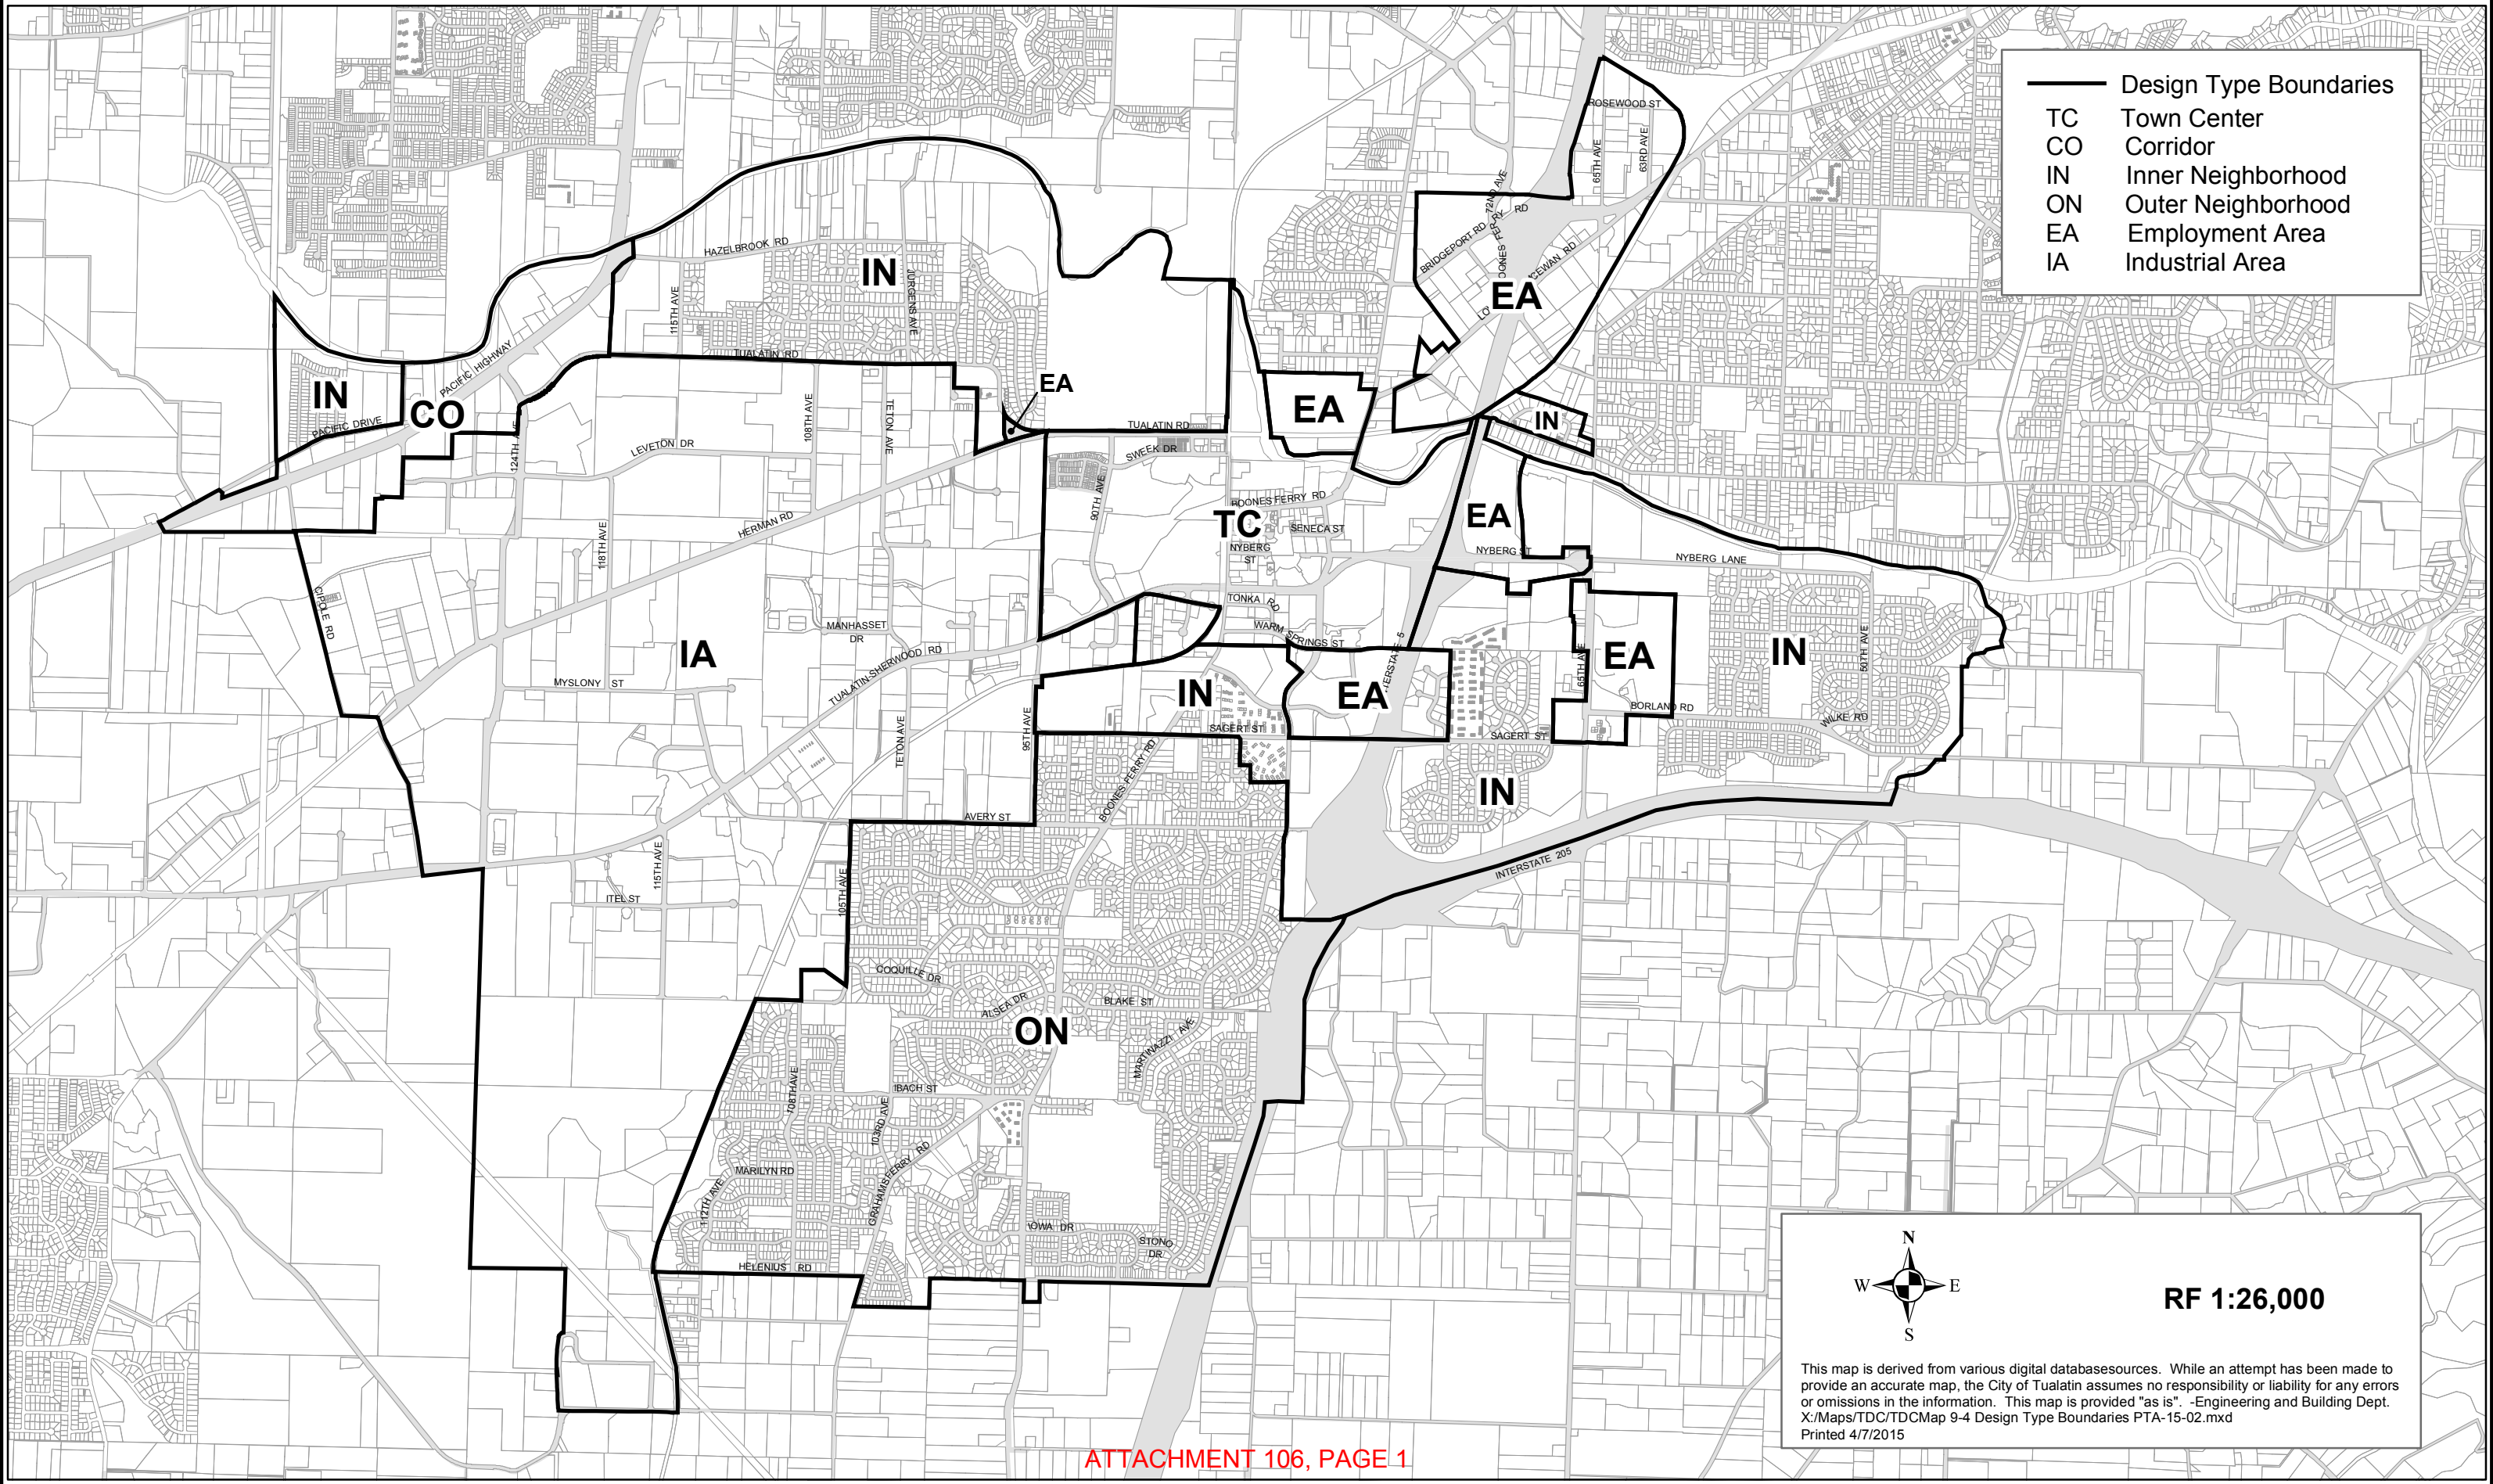 Design Type Boundaries
TC Town Center
CO Corridor
IN Inner Neighborhood
ON Outer Neighborhood
EA Employment Area
IA Industrial Area
ROSEWOOD ST
65TH AVE
63RD AVE
72ND AVE
BRIDGEPORT RD
HAZELBROOK RD
IN
JURGENS AVE
115TH AVE
EA
PACIFIC HIGHWAY
TUALATIN RD
EA
IN
CO
PACIFIC DRIVE
108TH AVE
TETON AVE
EA
IN
TUALATIN RD
124TH AVE
LEVETON DR
SWEEK DR
90TH AVE
BOONES FERRY RD
TC
SENECA ST
EA
HERMAN RD
118TH AVE
NYBERG
ST
NYBERG ST
NYBERG LANE
CIPOLE RD
TONKA RD
WARM SPRINGS ST
MANHASSET
DR
IA
TUALATIN-SHERWOOD RD
EA
IN
50TH AVE
65TH AVE
MYSLONY ST
IN
EA
BORLAND RD
WILKE RD
TETON AVE
95TH AVE
SAGERT ST
SAGERT ST
BOONES FERRY RD
IN
AVERY ST
INTERSTATE 205
115TH AVE
105TH AVE
ITEL ST
COQUILLE DR
ALSEA DR
BLAKE ST
ON
MARTINAZZI AVE
108TH AVE
IBACH ST
103RD AVE
GRAHAMS FERRY RD
MARILYN RD
112TH AVE
IOWA DR
STONO
DR
HELENIUS RD
N
W E
S
RF 1:26,000
This map is derived from various digital databasesources. While an attempt has been made to
provide an accurate map, the City of Tualatin assumes no responsibility or liability for any errors
or omissions in the information. This map is provided "as is". -Engineering and Building Dept.
X:/Maps/TDC/TDCMap 9-4 Design Type Boundaries PTA-15-02.mxd
Printed 4/7/2015
ATTACHMENT 106, PAGE 1